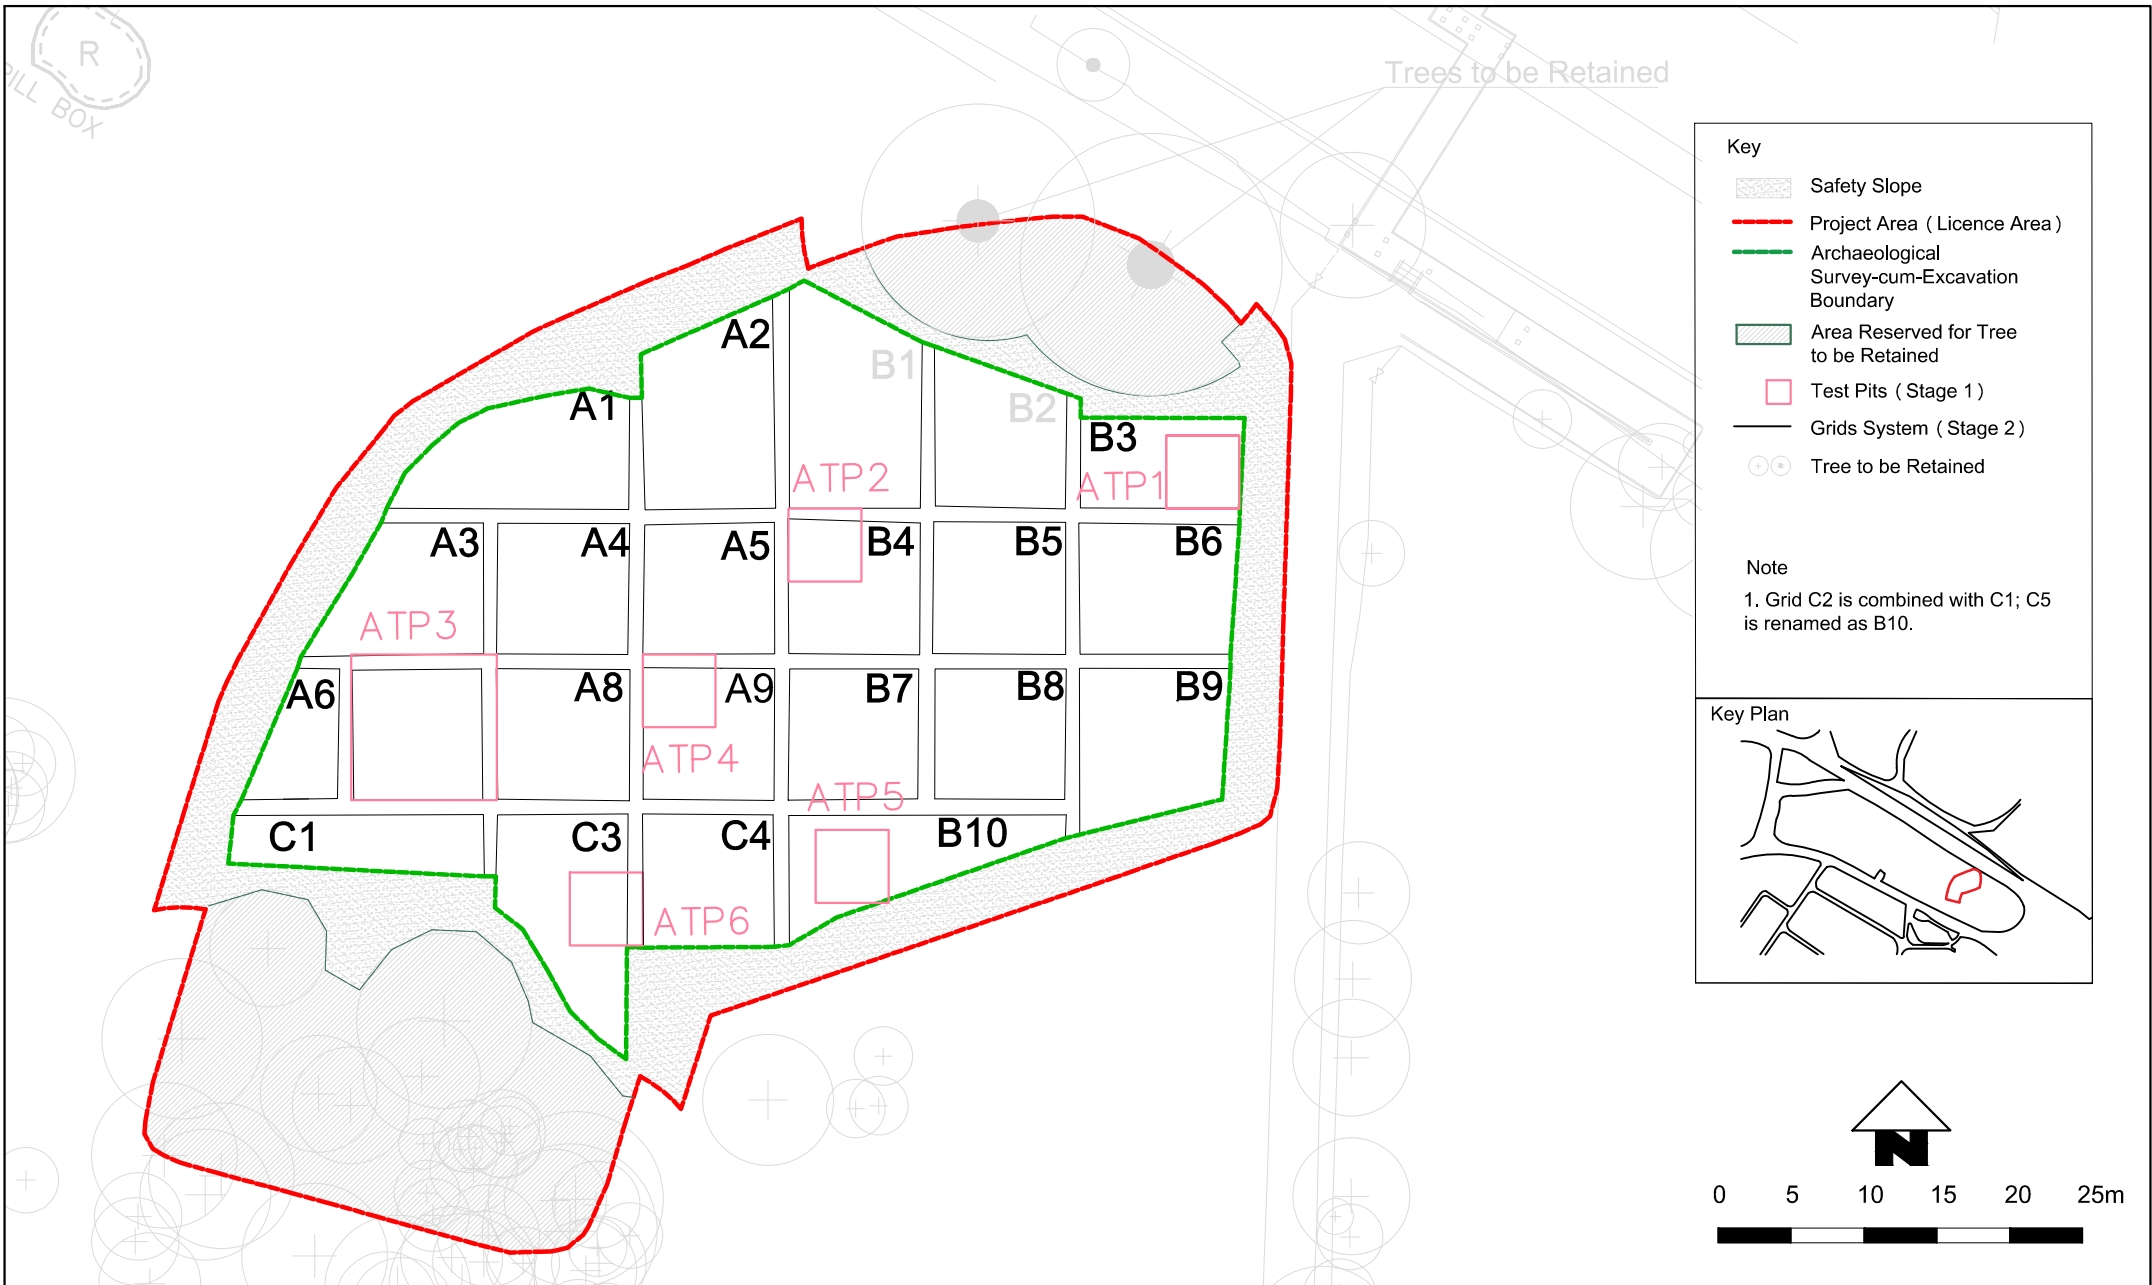 R
PILL BOX
Trees to be Retained
A2
B1
A1
B2
B3
ATP2
ATP1
A3
A4
A5
B4
B5
B6
ATP3
A6
A8
A9
B7
B8
B9
ATP4
ATP5
C1
C3
C4
B10
ATP6
Key
Safety Slope
Project Area ( Licence Area )
Archaeological
Survey-cum-Excavation
Boundary
Area Reserved for Tree
to be Retained
Test Pits ( Stage 1 )
Grids System ( Stage 2 )
Tree to be Retained
Note
1. Grid C2 is combined with C1; C5
is renamed as B10.
Key Plan
N
0 5 10 15 20 25m